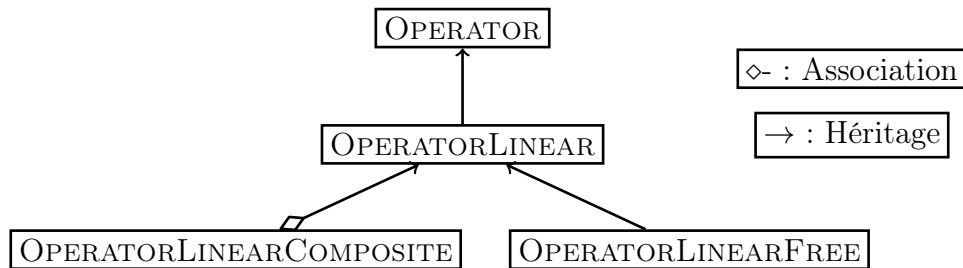 OPERATOR
⋄- : Association
→ : Héritage
OPERATORLINEAR
OPERATORLINEARCOMPOSITE
OPERATORLINEARFREE